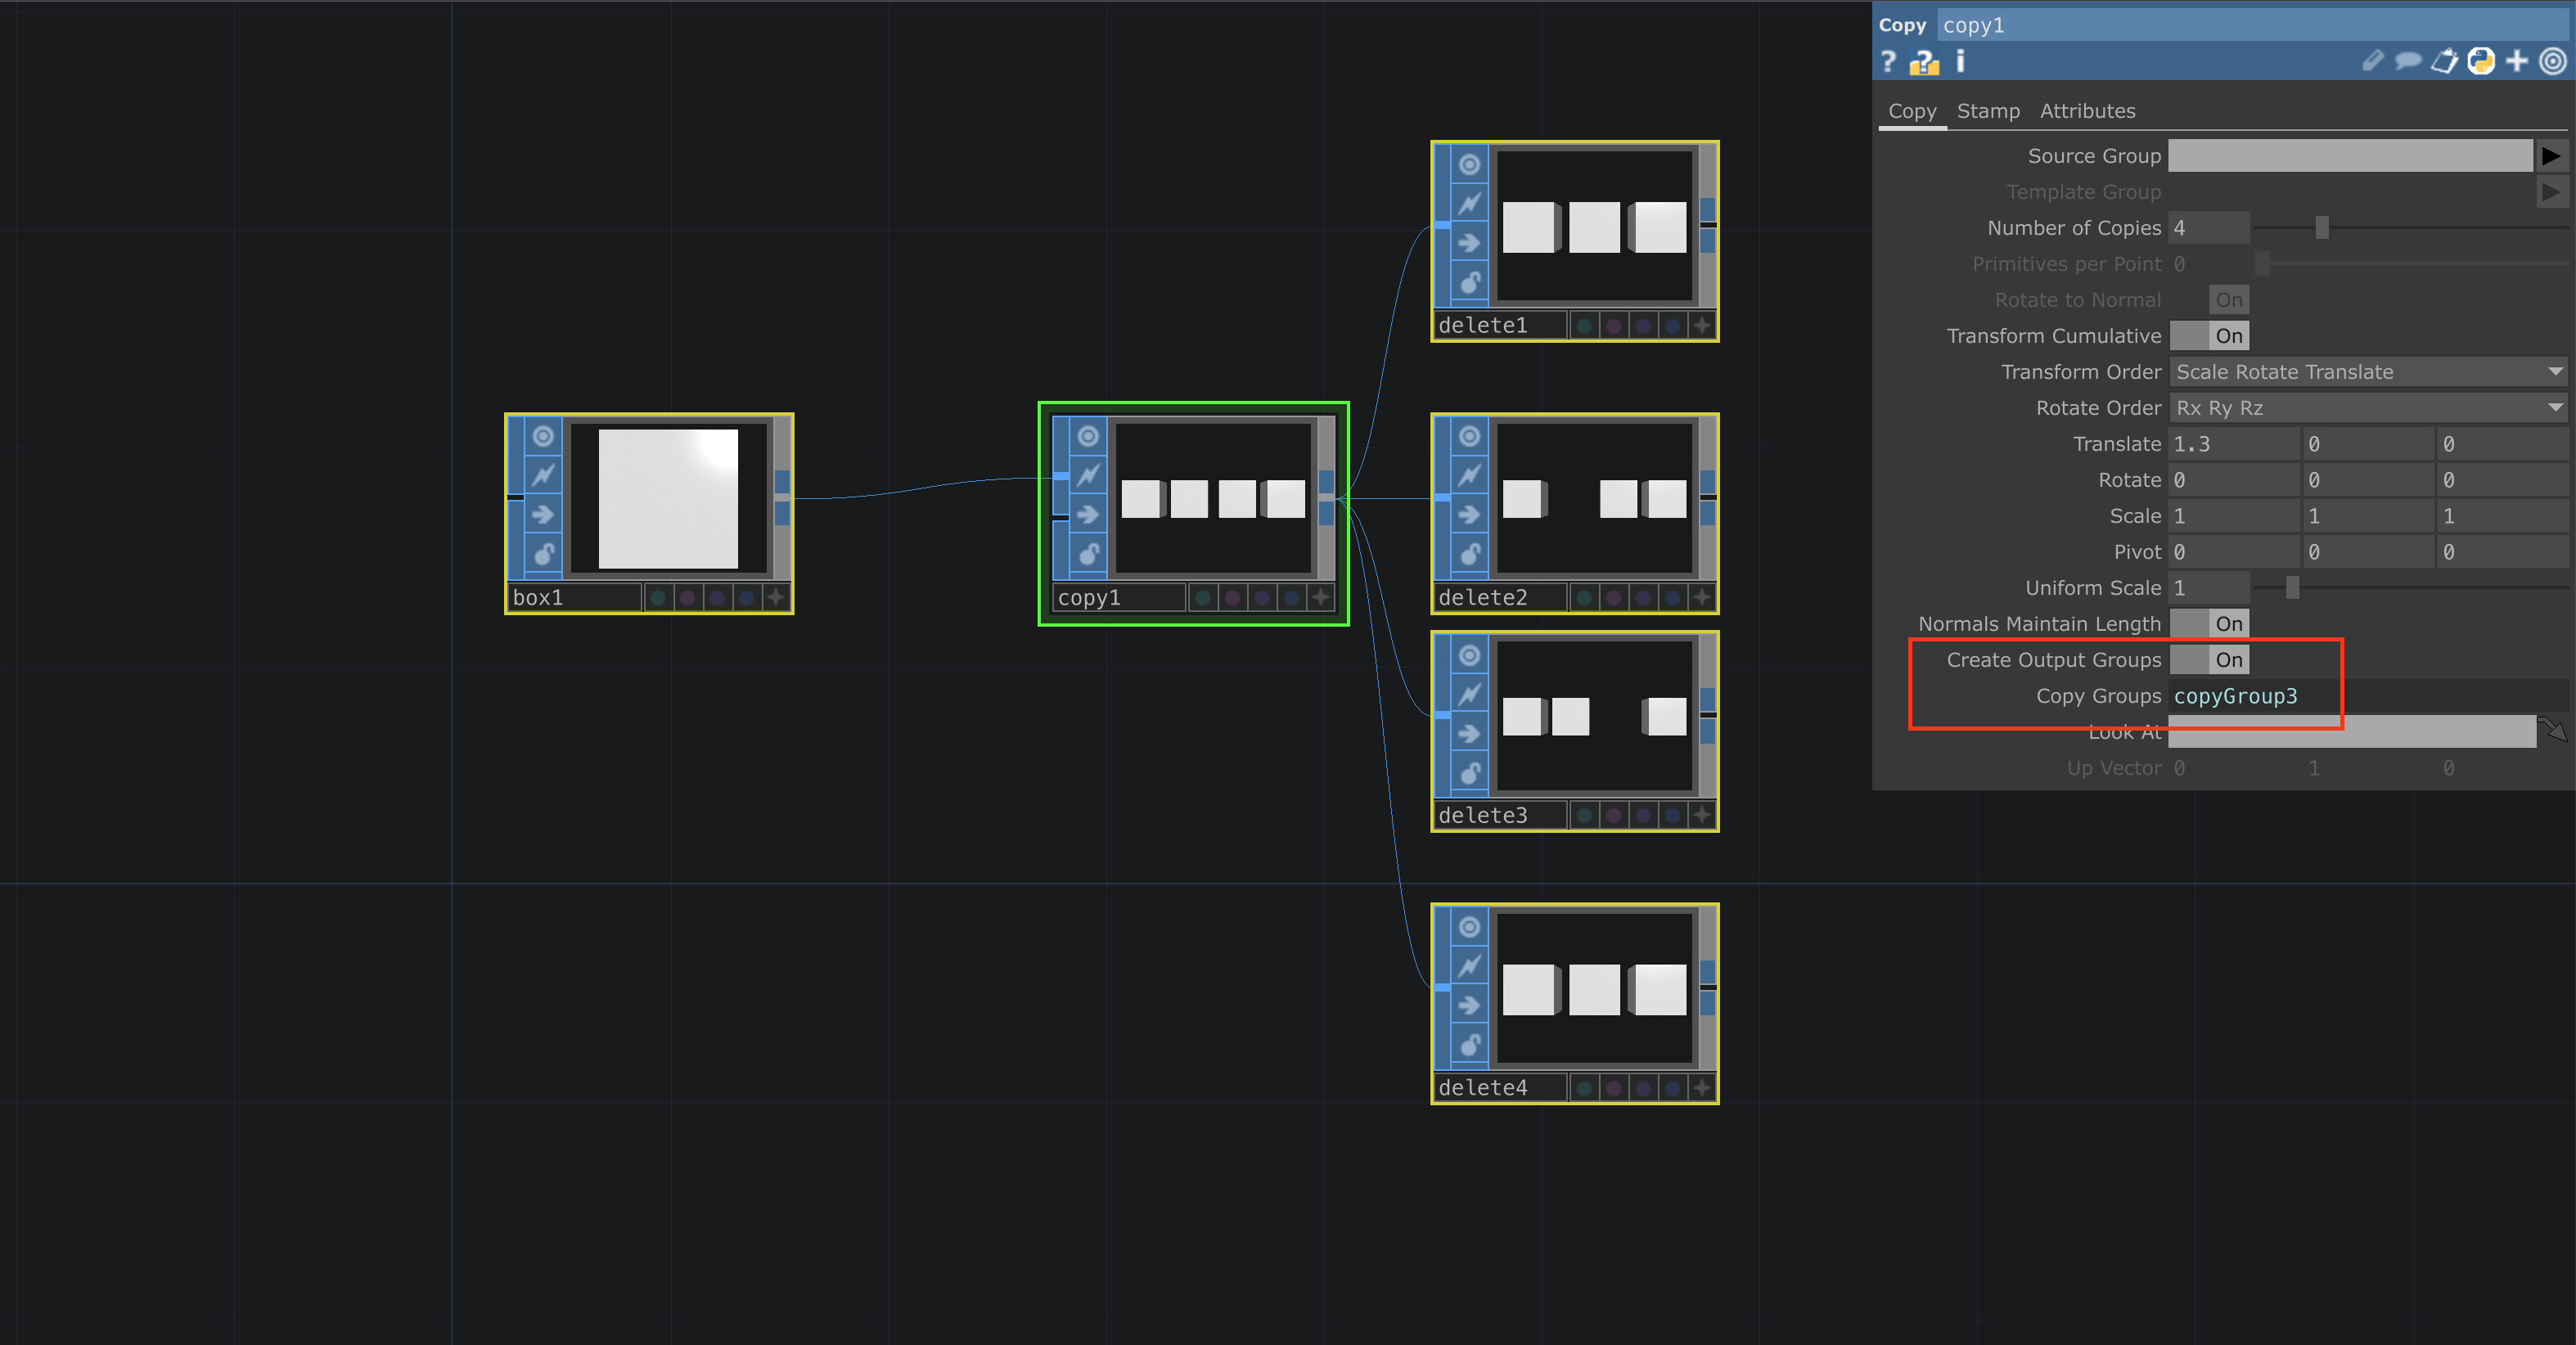 Copy copy1
? ? i
Copy Stamp Attributes
Source Group
Template Group
Number of Copies 4
Primitives per Point 0
Rotate to Normal On
Transform Cumulative On
Transform Order Scale Rotate Translate
Rotate Order Rx Ry Rz
Translate 1.3 0 0
Rotate 0 0 0
Scale 1 1 1
Pivot 0 0 0
Uniform Scale 1
Normals Maintain Length On
Create Output Groups On
Copy Groups copyGroup3
Look At
Up Vector 0 1 0
delete1
box1
copy1
delete2
delete3
delete4